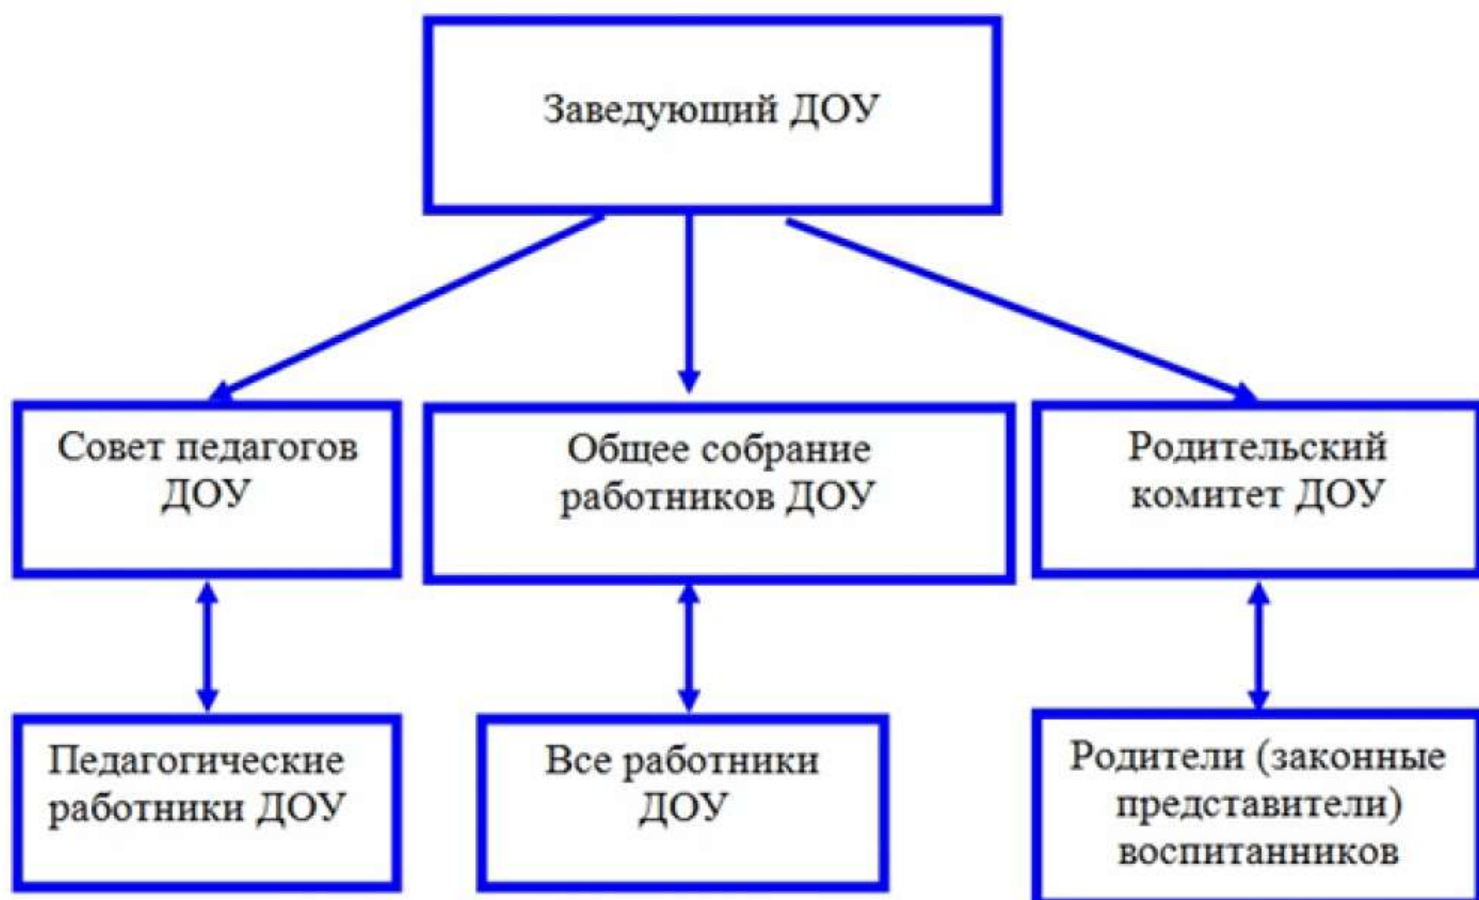 Заведующий ДОУ
Совет педагогов
ДОУ
Общее собрание
работников ДОУ
Родительский
комитет ДОУ
Педагогические
работники ДОУ
Все работники
ДОУ
Родители (законные
представители)
воспитанников